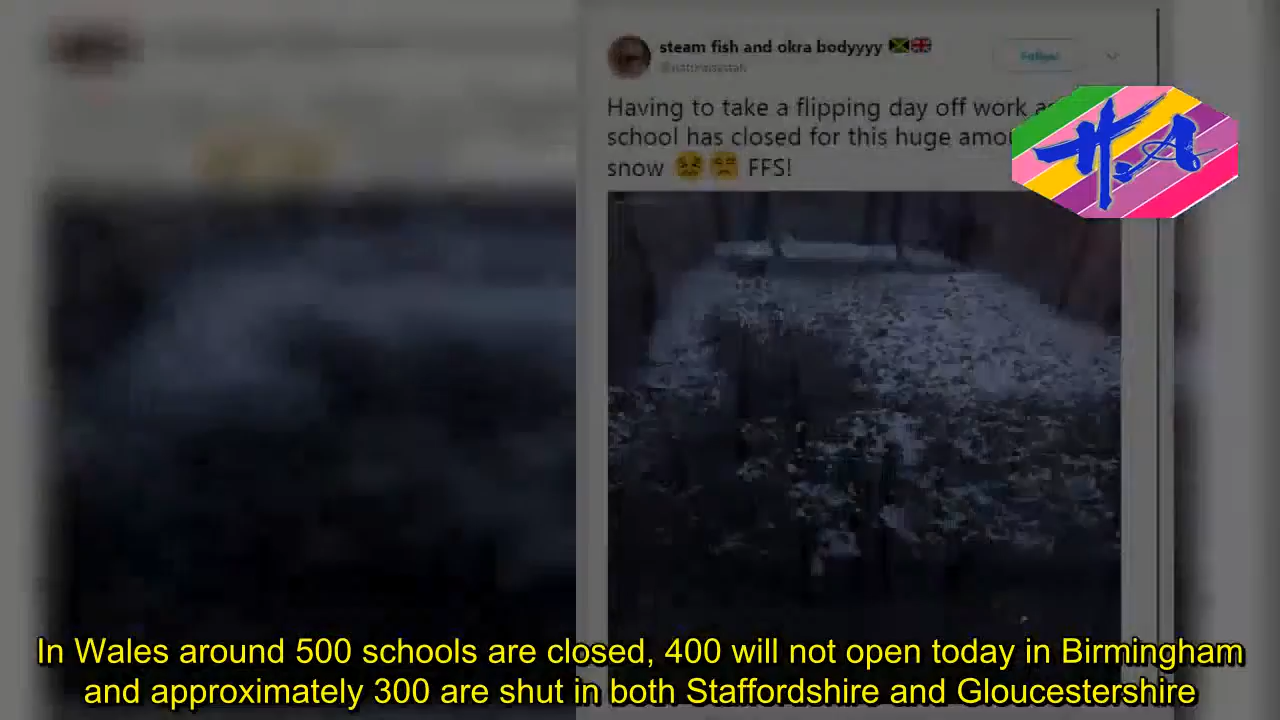 steam fish and okra bodyyyy
Follow
Having to take a flipping day off work
school has closed for this huge
snow 😣😒 FFS!
H.A
In Wales around 500 schools are closed, 400 will not open today in Birmingham
and approximately 300 are shut in both Staffordshire and Gloucestershire